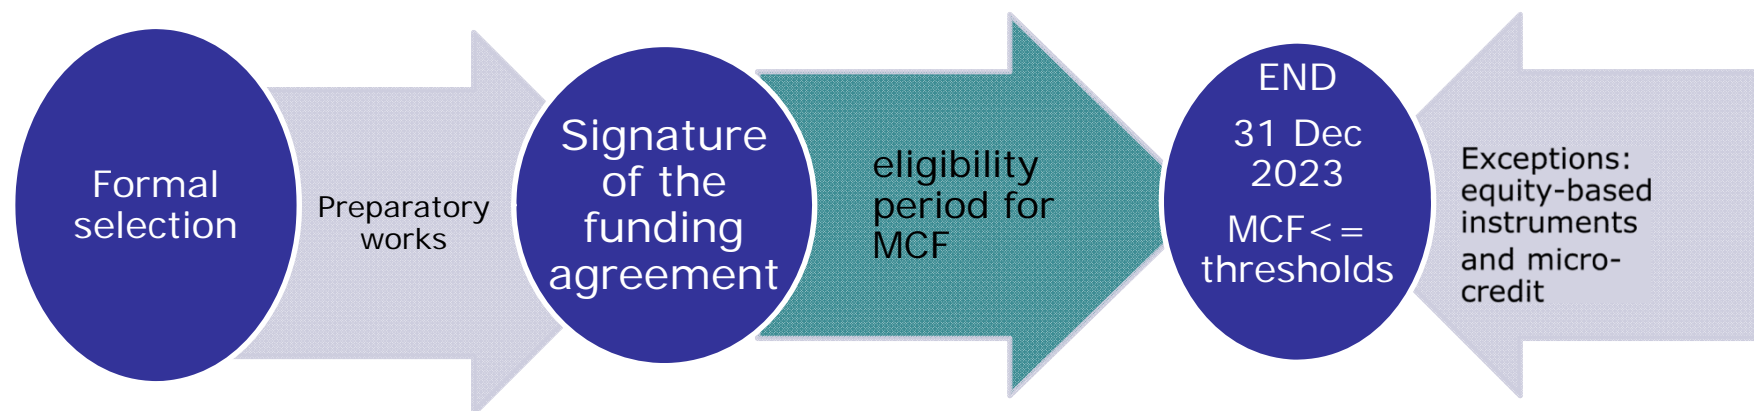 Formal
selection
Preparatory
works
Signature
of the
funding
agreement
eligibility
period for
MCF
END
31 Dec
2023
MCF<=
thresholds
Exceptions:
equity-based
instruments
and micro-
credit